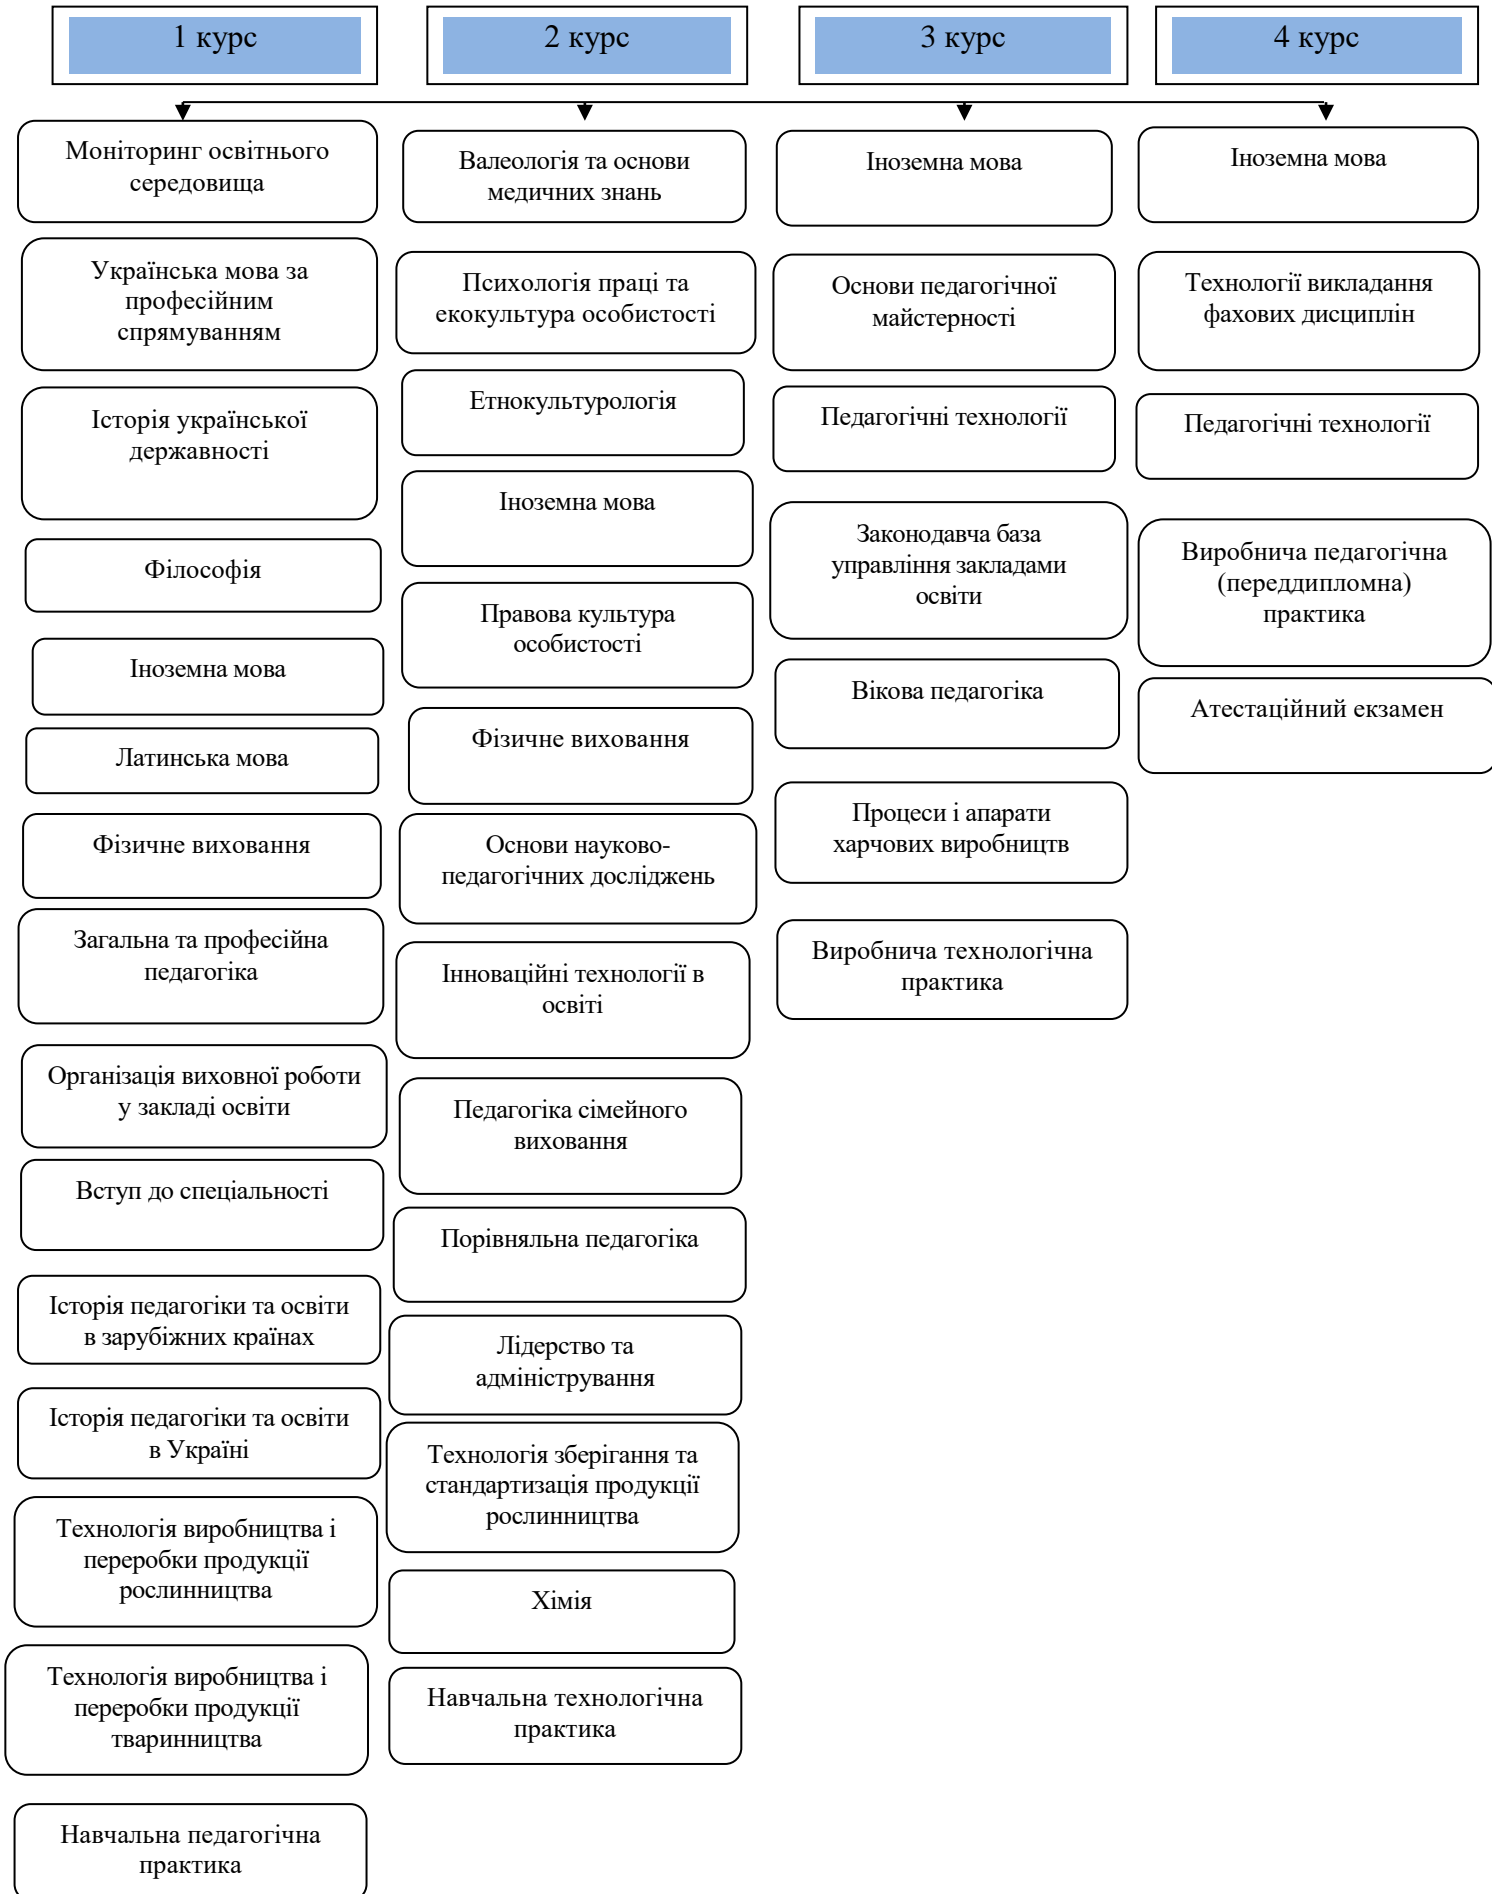 1 курс
2 курс
3 курс
4 курс
Моніторинг освітнього
середовища
Українська мова за
професійним
спрямуванням
Історія української
державності
Філософія
Іноземна мова
Латинська мова
Фізичне виховання
Загальна та професійна
педагогіка
Організація виховної роботи
у закладі освіти
Вступ до спеціальності
Історія педагогіки та освіти
в зарубіжних країнах
Історія педагогіки та освіти
в Україні
Технологія виробництва і
переробки продукції
рослинництва
Технологія виробництва і
переробки продукції
тваринництва
Навчальна педагогічна
практика
Валеологія та основи
медичних знань
Психологія праці та
екокультура особистості
Етнокультурологія
Іноземна мова
Правова культура
особистості
Фізичне виховання
Основи науково-
педагогічних досліджень
Інноваційні технології в
освіті
Педагогіка сімейного
виховання
Порівняльна педагогіка
Лідерство та
адміністрування
Технологія зберігання та
стандартизація продукції
рослинництва
Хімія
Навчальна технологічна
практика
Іноземна мова
Основи педагогічної
майстерності
Педагогічні технології
Законодавча база
управління закладами
освіти
Вікова педагогіка
Процеси і апарати
харчових виробництв
Виробнича технологічна
практика
Іноземна мова
Технології викладання
фахових дисциплін
Педагогічні технології
Виробнича педагогічна
(переддипломна)
практика
Атестаційний екзамен